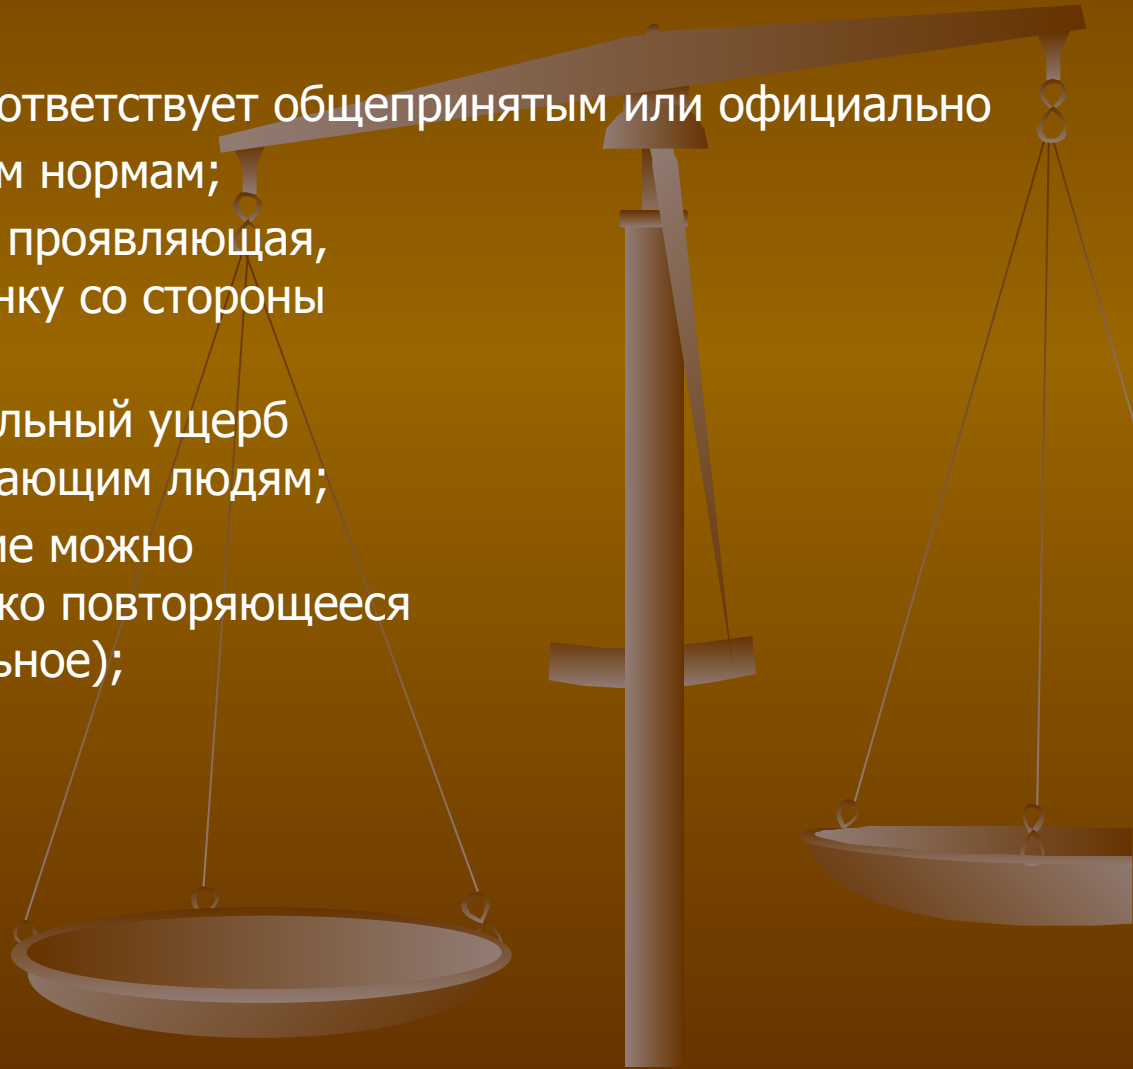 ответствует общепринятым или официально
м нормам;
проявляющая,
нку со стороны
льный ущерб
ающим людям;
ие можно
ко повторяющееся
ьное);